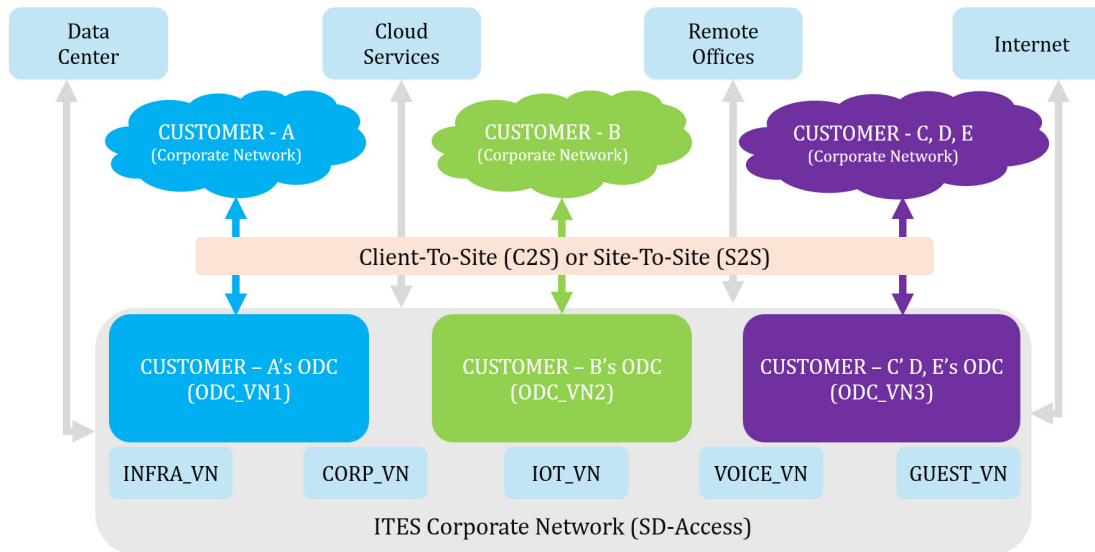 Data
Center
Cloud
Services
Remote
Offices
Internet
CUSTOMER - A
(Corporate Network)
CUSTOMER - B
(Corporate Network)
CUSTOMER - C, D, E
(Corporate Network)
Client-To-Site (C2S) or Site-To-Site (S2S)
CUSTOMER – A's ODC
(ODC_VN1)
CUSTOMER – B's ODC
(ODC_VN2)
CUSTOMER – C' D, E's ODC
(ODC_VN3)
INFRA_VN
CORP_VN
IOT_VN
VOICE_VN
GUEST_VN
ITES Corporate Network (SD-Access)